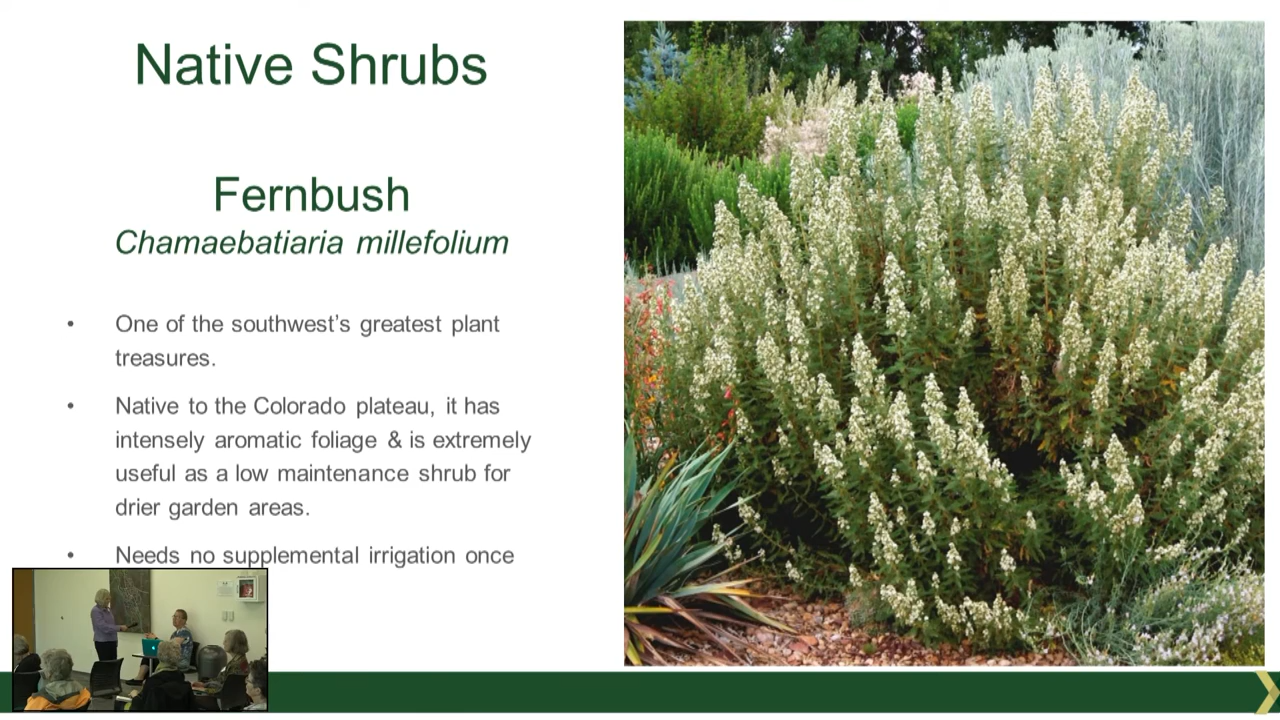 Native Shrubs
Fernbush
Chamaebatiaria millefolium
• One of the southwest's greatest plant
treasures.
• Native to the Colorado plateau, it has
intensely aromatic foliage & is extremely
useful as a low maintenance shrub for
drier garden areas.
• Needs no supplemental irrigation once